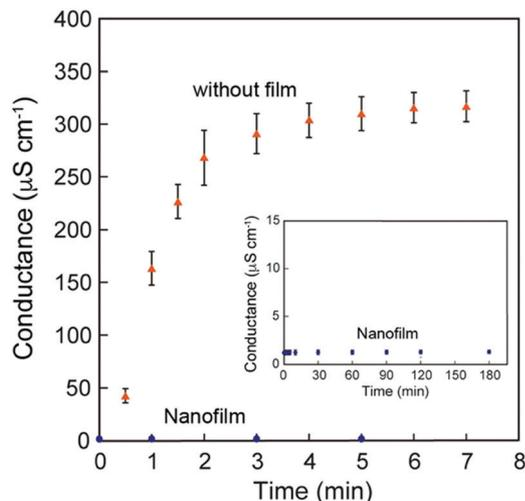 400
350
300
250
200
150
100
50
0
Conductance (μS cm⁻¹)
without film
Nanofilm
0 1 2 3 4 5 6 7 8
Time (min)
15
10
5
0
Conductance (μS cm⁻¹)
Nanofilm
0 30 60 90 120 150 180
Time (min)